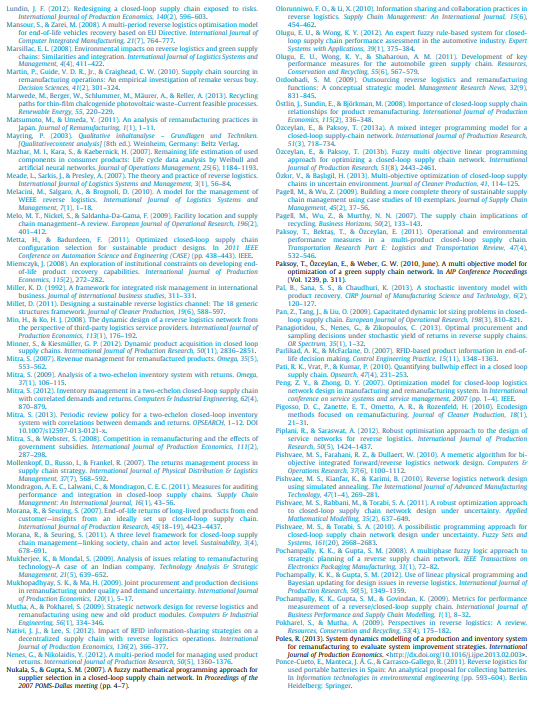 Lundin, J. F. (2012). Redesigning a closed-loop supply chain exposed to risks.
International Journal of Production Economics, 140(2), 596–603.
Mansour, S., & Zarei, M. (2008). A multi-period reverse logistics optimisation model
for end-of-life vehicles recovery based on EU Directive. International Journal of
Computer Integrated Manufacturing, 21(7), 764–777.
Marsillac, E. L. (2008). Environmental impacts on reverse logistics and green supply
chains: Similarities and integration. International Journal of Logistics Systems and
Management, 4(4), 411–422.
Martin, P., Guide, V. D. R., Jr., & Craighead, C. W. (2010). Supply chain sourcing in
remanufacturing operations: An empirical investigation of remake versus buy.
Decision Sciences, 41(2), 301–324.
Marwede, M., Berger, W., Schlummer, M., Mäurer, A., & Reller, A. (2013). Recycling
paths for thin-film chalcogenide photovoltaic waste–Current feasible processes.
Renewable Energy, 55, 220–229.
Matsumoto, M., & Umeda, Y. (2011). An analysis of remanufacturing practices in
Japan. Journal of Remanufacturing, 1(1), 1–11.
Mayring, P. (2003). Qualitative inhaltanalyse – Grundlagen und Techniken.
[Qualitativecontent analysis] (8th ed.), Weinheim, Germany: Beltz Verlag.
Mazhar, M. I., Kara, S., & Kaebernick, H. (2007). Remaining life estimation of used
components in consumer products: Life cycle data analysis by Weibull and
artificial neural networks. Journal of Operations Management, 25(6), 1184–1193.
Meade, L., Sarkis, J., & Presley, A. (2007). The theory and practice of reverse logistics.
International Journal of Logistics Systems and Management, 3(1), 56–84.
Melacini, M., Salgaro, A., & Brognoli, D. (2010). A model for the management of
WEEE reverse logistics. International Journal of Logistics Systems and
Management, 7(1), 1–18.
Melo, M. T., Nickel, S., & Saldanha-Da-Gama, F. (2009). Facility location and supply
chain management–A review. European Journal of Operational Research, 196(2),
401–412.
Metta, H., & Badurdeen, F. (2011). Optimized closed-loop supply chain
configuration selection for sustainable product designs. In 2011 IEEE
Conference on Automation Science and Engineering (CASE) (pp. 438–443). IEEE.
Miemczyk, J. (2008). An exploration of institutional constraints on developing end-
of-life product recovery capabilities. International Journal of Production
Economics, 115(2), 272–282.
Miller, K. D. (1992). A framework for integrated risk management in international
business. Journal of international business studies, 311–331.
Millet, D. (2011). Designing a sustainable reverse logistics channel: The 18 generic
structures framework. Journal of Cleaner Production, 19(6), 588–597.
Min, H., & Ko, H. J. (2008). The dynamic design of a reverse logistics network from
the perspective of third-party logistics service providers. International Journal of
Production Economics, 113(1), 176–192.
Minner, S., & Kiesmüller, G. P. (2012). Dynamic product acquisition in closed loop
supply chains. International Journal of Production Research, 50(11), 2836–2851.
Mitra, S. (2007). Revenue management for remanufactured products. Omega, 35(5),
553–562.
Mitra, S. (2009). Analysis of a two-echelon inventory system with returns. Omega,
37(1), 106–115.
Mitra, S. (2012). Inventory management in a two-echelon closed-loop supply chain
with correlated demands and returns. Computers & Industrial Engineering, 62(4),
870–879.
Mitra, S. (2013). Periodic review policy for a two-echelon closed-loop inventory
system with correlations between demands and returns. OPSEARCH, 1–12. DOI
10.1007/s12597-013-0121-x.
Mitra, S., & Webster, S. (2008). Competition in remanufacturing and the effects of
government subsidies. International Journal of Production Economics, 111(2),
287–298.
Mollenkopf, D., Russo, I., & Frankel, R. (2007). The returns management process in
supply chain strategy. International Journal of Physical Distribution & Logistics
Management, 37(7), 568–592.
Mondragon, A. E. C., Lalwani, C., & Mondragon, C. E. C. (2011). Measures for auditing
performance and integration in closed-loop supply chains. Supply Chain
Management: An International Journal, 16(1), 43–56.
Morana, R., & Seuring, S. (2007). End-of-life returns of long-lived products from end
customer—insights from an ideally set up closed-loop supply chain.
International Journal of Production Research, 45(18–19), 4423–4437.
Morana, R., & Seuring, S. (2011). A three level framework for closed-loop supply
chain management—linking society, chain and actor level. Sustainability, 3(4),
678–691.
Mukherjee, K., & Mondal, S. (2009). Analysis of issues relating to remanufacturing
technology–A case of an Indian company. Technology Analysis & Strategic
Management, 21(5), 639–652.
Mukhopadhyay, S. K., & Ma, H. (2009). Joint procurement and production decisions
in remanufacturing under quality and demand uncertainty. International Journal
of Production Economics, 120(1), 5–17.
Mutha, A., & Pokharel, S. (2009). Strategic network design for reverse logistics and
remanufacturing using new and old product modules. Computers & Industrial
Engineering, 56(1), 334–346.
Nativi, J. J., & Lee, S. (2012). Impact of RFID information-sharing strategies on a
decentralized supply chain with reverse logistics operations. International
Journal of Production Economics, 136(2), 366–377.
Nenes, G., & Nikolaidis, Y. (2012). A multi-period model for managing used product
returns. International Journal of Production Research, 50(5), 1360–1376.
Nukala, S., & Gupta, S. M. (2007). A fuzzy mathematical programming approach for
supplier selection in a closed-loop supply chain network. In Proceedings of the
2007 POMS-Dallas meeting (pp. 4–7).
Olorunniwo, F. O., & Li, X. (2010). Information sharing and collaboration practices in
reverse logistics. Supply Chain Management: An International Journal, 15(6),
454–462.
Olugu, E. U., & Wong, K. Y. (2012). An expert fuzzy rule-based system for closed-
loop supply chain performance assessment in the automotive industry. Expert
Systems with Applications, 39(1), 375–384.
Olugu, E. U., Wong, K. Y., & Shaharoun, A. M. (2011). Development of key
performance measures for the automobile green supply chain. Resources,
Conservation and Recycling, 55(6), 567–579.
Ordoobadi, S. M. (2009). Outsourcing reverse logistics and remanufacturing
functions: A conceptual strategic model. Management Research News, 32(9),
831–845.
Östlin, J., Sundin, E., & Björkman, M. (2008). Importance of closed-loop supply chain
relationships for product remanufacturing. International Journal of Production
Economics, 115(2), 336–348.
Özceylan, E., & Paksoy, T. (2013a). A mixed integer programming model for a
closed-loop supply-chain network. International Journal of Production Research,
51(3), 718–734.
Özceylan, E., & Paksoy, T. (2013b). Fuzzy multi objective linear programming
approach for optimizing a closed-loop supply chain network. International
Journal of Production Research, 51(8), 2443–2461.
Özkır, V., & Başlıgil, H. (2013). Multi-objective optimization of closed-loop supply
chains in uncertain environment. Journal of Cleaner Production, 41, 114–125.
Pagell, M., & Wu, Z. (2009). Building a more complete theory of sustainable supply
chain management using case studies of 10 exemplars. Journal of Supply Chain
Management, 45(2), 37–56.
Pagell, M., Wu, Z., & Murthy, N. N. (2007). The supply chain implications of
recycling. Business Horizons, 50(2), 133–143.
Paksoy, T., Bektaş, T., & Özceylan, E. (2011). Operational and environmental
performance measures in a multi-product closed-loop supply chain.
Transportation Research Part E: Logistics and Transportation Review, 47(4),
532–546.
Paksoy, T., Özceylan, E., & Weber, G. W. (2010, June). A multi objective model for
optimization of a green supply chain network. In AIP Conference Proceedings
(Vol. 1239, p. 311).
Pal, B., Sana, S. S., & Chaudhuri, K. (2013). A stochastic inventory model with
product recovery. CIRP Journal of Manufacturing Science and Technology, 6(2),
120–127.
Pan, Z., Tang, J., & Liu, O. (2009). Capacitated dynamic lot sizing problems in closed-
loop supply chain. European Journal of Operational Research, 198(3), 810–821.
Panagiotidou, S., Nenes, G., & Zikopoulos, C. (2013). Optimal procurement and
sampling decisions under stochastic yield of returns in reverse supply chains.
OR Spectrum, 35(1), 1–32.
Parlikad, A. K., & McFarlane, D. (2007). RFID-based product information in end-of-
life decision making. Control Engineering Practice, 15(11), 1348–1363.
Pati, R. K., Vrat, P., & Kumar, P. (2010). Quantifying bullwhip effect in a closed loop
supply chain. Opsearch, 47(4), 231–253.
Peng, Z. Y., & Zhong, D. Y. (2007). Optimization model for closed-loop logistics
network design in manufacturing and remanufacturing system. In International
conference on service systems and service management, 2007 (pp. 1–4). IEEE.
Pigosso, D. C., Zanette, E. T., Ometto, A. R., & Rozenfeld, H. (2010). Ecodesign
methods focused on remanufacturing. Journal of Cleaner Production, 18(1),
21–31.
Piplani, R., & Saraswat, A. (2012). Robust optimisation approach to the design of
service networks for reverse logistics. International Journal of Production
Research, 50(5), 1424–1437.
Pishvaee, M. S., Farahani, R. Z., & Dullaert, W. (2010). A memetic algorithm for bi-
objective integrated forward/reverse logistics network design. Computers &
Operations Research, 37(6), 1100–1112.
Pishvaee, M. S., Kianfar, K., & Karimi, B. (2010). Reverse logistics network design
using simulated annealing. The International Journal of Advanced Manufacturing
Technology, 47(1–4), 269–281.
Pishvaee, M. S., Rabbani, M., & Torabi, S. A. (2011). A robust optimization approach
to closed-loop supply chain network design under uncertainty. Applied
Mathematical Modelling, 35(2), 637–649.
Pishvaee, M. S., & Torabi, S. A. (2010). A possibilistic programming approach for
closed-loop supply chain network design under uncertainty. Fuzzy Sets and
Systems, 161(20), 2668–2683.
Pochampally, K. K., & Gupta, S. M. (2008). A multiphase fuzzy logic approach to
strategic planning of a reverse supply chain network. IEEE Transactions on
Electronics Packaging Manufacturing, 31(1), 72–82.
Pochampally, K. K., & Gupta, S. M. (2012). Use of linear physical programming and
Bayesian updating for design issues in reverse logistics. International Journal of
Production Research, 50(5), 1349–1359.
Pochampally, K. K., Gupta, S. M., & Govindan, K. (2009). Metrics for performance
measurement of a reverse/closed-loop supply chain. International Journal of
Business Performance and Supply Chain Modelling, 1(1), 8–32.
Pokharel, S., & Mutha, A. (2009). Perspectives in reverse logistics: A review.
Resources, Conservation and Recycling, 53(4), 175–182.
Poles, R. (2013). System dynamics modelling of a production and inventory system
for remanufacturing to evaluate system improvement strategies. International
Journal of Production Economics. <http://dx.doi.org/10.1016/j.ijpe.2013.02.003>.
Ponce-Cueto, E., Manteca, J. Á. G., & Carrasco-Gallego, R. (2011). Reverse logistics for
used portable batteries in Spain: An analytical proposal for collecting batteries.
In Information technologies in environmental engineering (pp. 593–604). Berlin
Heidelberg: Springer.